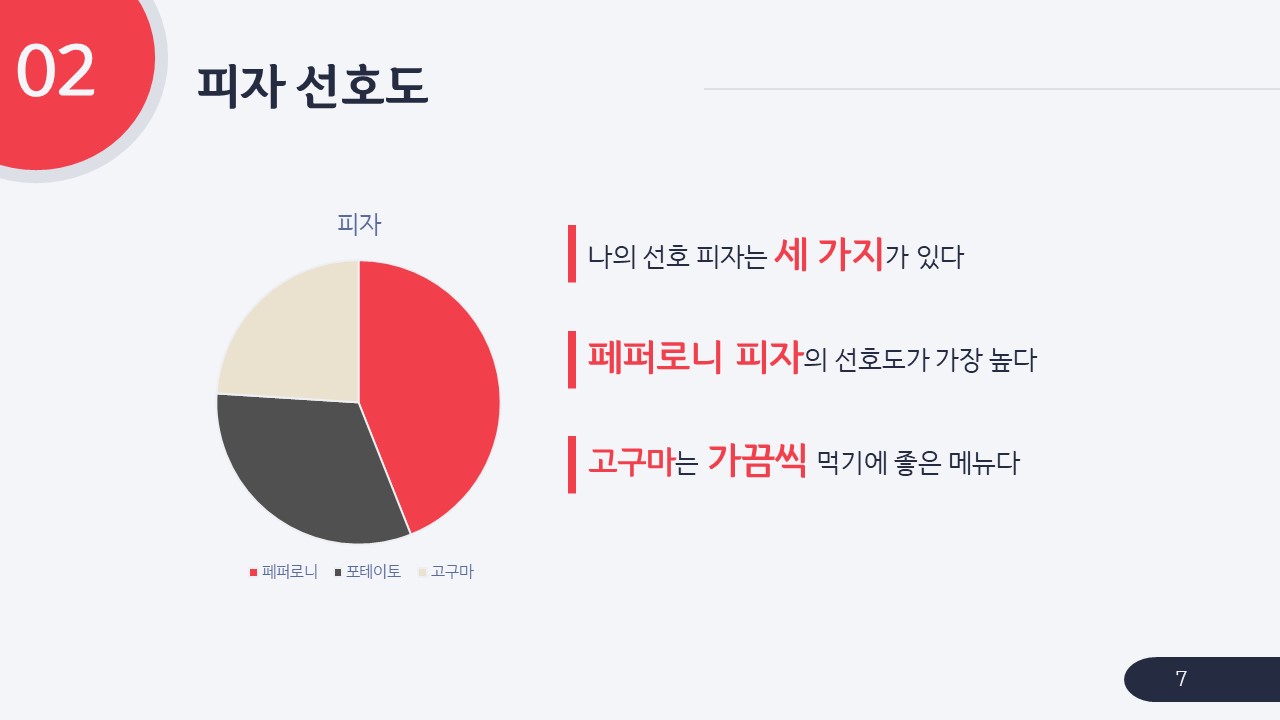 02
피자 선호도
피자
페퍼로니 포테이토 고구마
나의 선호 피자는 세 가지가 있다
페퍼로니 피자의 선호도가 가장 높다
고구마는 가끔씩 먹기에 좋은 메뉴다
7